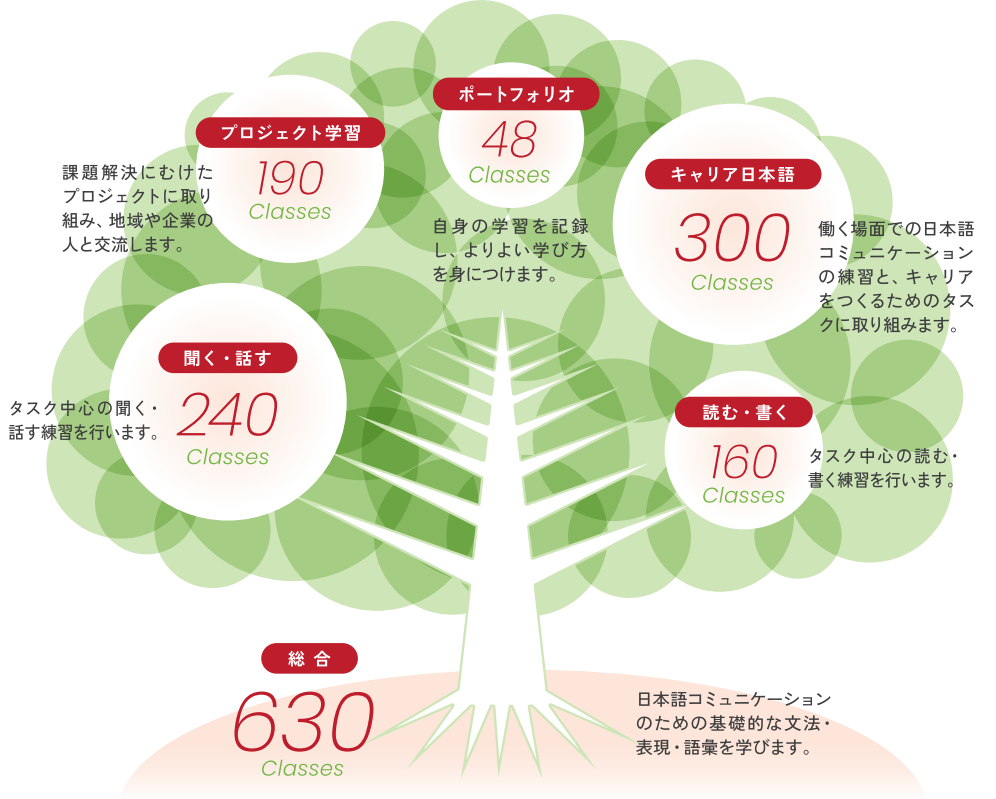 ポートフォリオ
48
Classes
自身の学習を記録
し、よりよい学び方
を身につけます。
プロジェクト学習
190
Classes
課題解決にむけた
プロジェクトに取り
組み、地域や企業の
人と交流します。
キャリア日本語
300
Classes
働く場面での日本語
コミュニケーション
の練習と、キャリア
をつくるためのタス
クに取り組みます。
聞く・話す
240
Classes
タスク中心の聞く・
話す練習を行います。
読む・書く
160
Classes
タスク中心の読む・
書く練習を行います。
総合
630
Classes
日本語コミュニケーション
のための基礎的な文法・
表現・語彙を学びます。